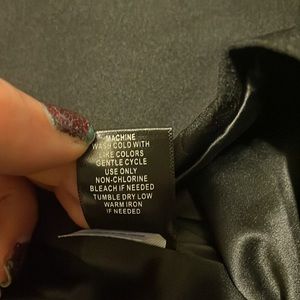 MACHINE
WASH COLD WITH
LIKE COLORS
GENTLE CYCLE
USE ONLY
NON-CHLORINE
BLEACH IF NEEDED
TUMBLE DRY LOW
WARM IRON
IF NEEDED